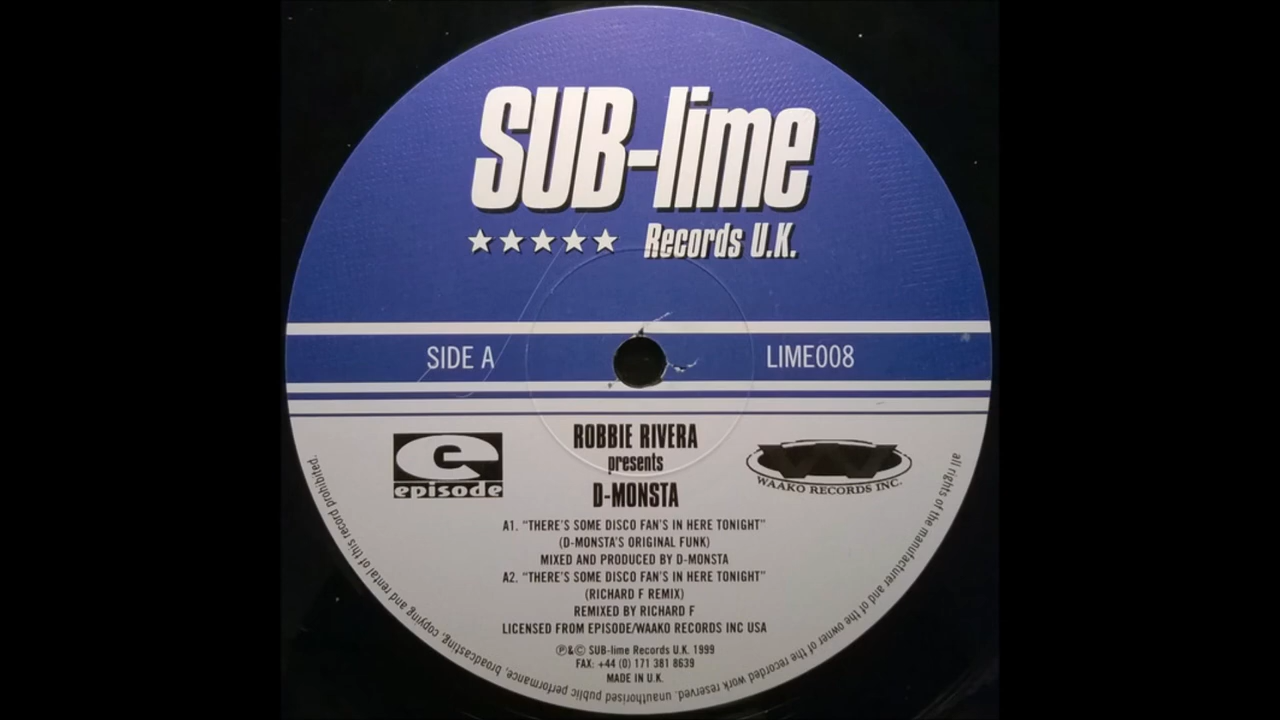 SUB-lime
Records U.K.
SIDE A
LIME008
e
episode
ROBBIE RIVERA
presents
D-MONSTA
WAAKO RECORDS INC.
A1. “THERE'S SOME DISCO FAN'S IN HERE TONIGHT”
(D-MONSTA'S ORIGINAL FUNK)
MIXED AND PRODUCED BY D-MONSTA
A2. “THERE'S SOME DISCO FAN'S IN HERE TONIGHT”
(RICHARD F REMIX)
REMIXED BY RICHARD F
LICENSED FROM EPISODE/WAAKO RECORDS INC USA
℗&© SUB-lime Records U.K. 1999
FAX: +44 (0) 171 381 8639
MADE IN U.K.
all rights of the manufacturer and of the owner of the recorded work reserved. unauthorised public performance, broadcasting, copying and rental of this record prohibited.